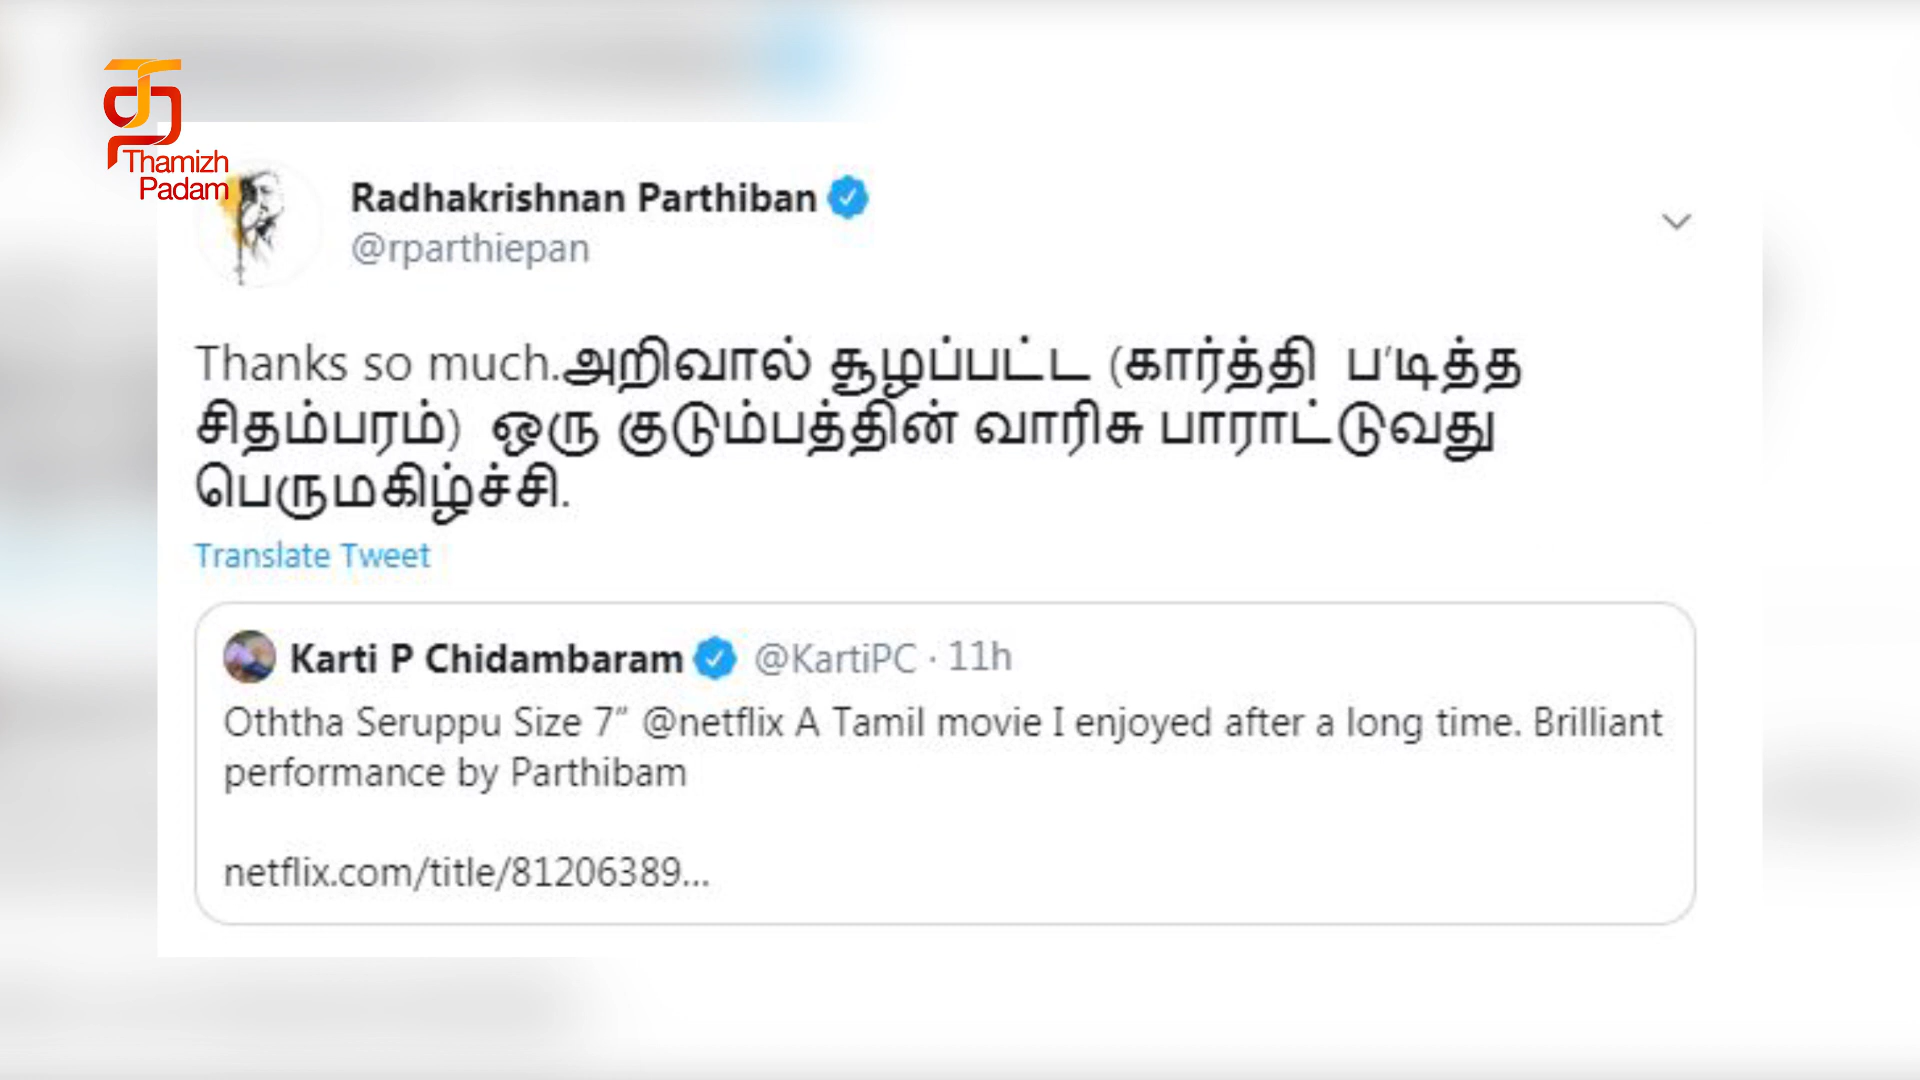 Thamizh
Padam
Radhakrishnan Parthiban
@rparthiepan
Thanks so much.அறிவால் சூழப்பட்ட (கார்த்தி ப'டித்த
சிதம்பரம்) ஒரு குடும்பத்தின் வாரிசு பாராட்டுவது
பெருமகிழ்ச்சி.
Translate Tweet
Karti P Chidambaram @KartiPC · 11h
Oththa Seruppu Size 7” @netflix A Tamil movie I enjoyed after a long time. Brilliant
performance by Parthibam
netflix.com/title/81206389...